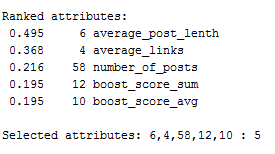 Ranked attributes:
0.495 6 average_post_lenth
0.368 4 average_links
0.216 58 number_of_posts
0.195 12 boost_score_sum
0.195 10 boost_score_avg
Selected attributes: 6,4,58,12,10 : 5